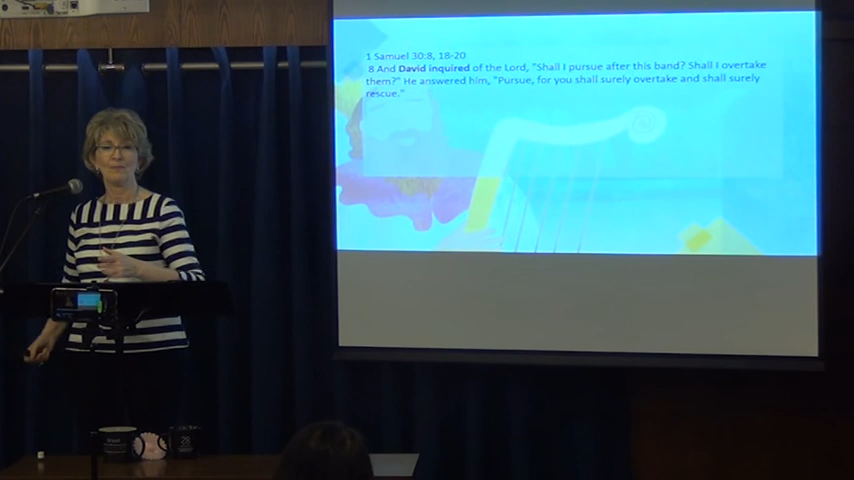 1 Samuel 30:8, 18-20
8 And David inquired of the Lord, "Shall I pursue after this band? Shall I overtake
them?" He answered him, "Pursue, for you shall surely overtake and shall surely
rescue."